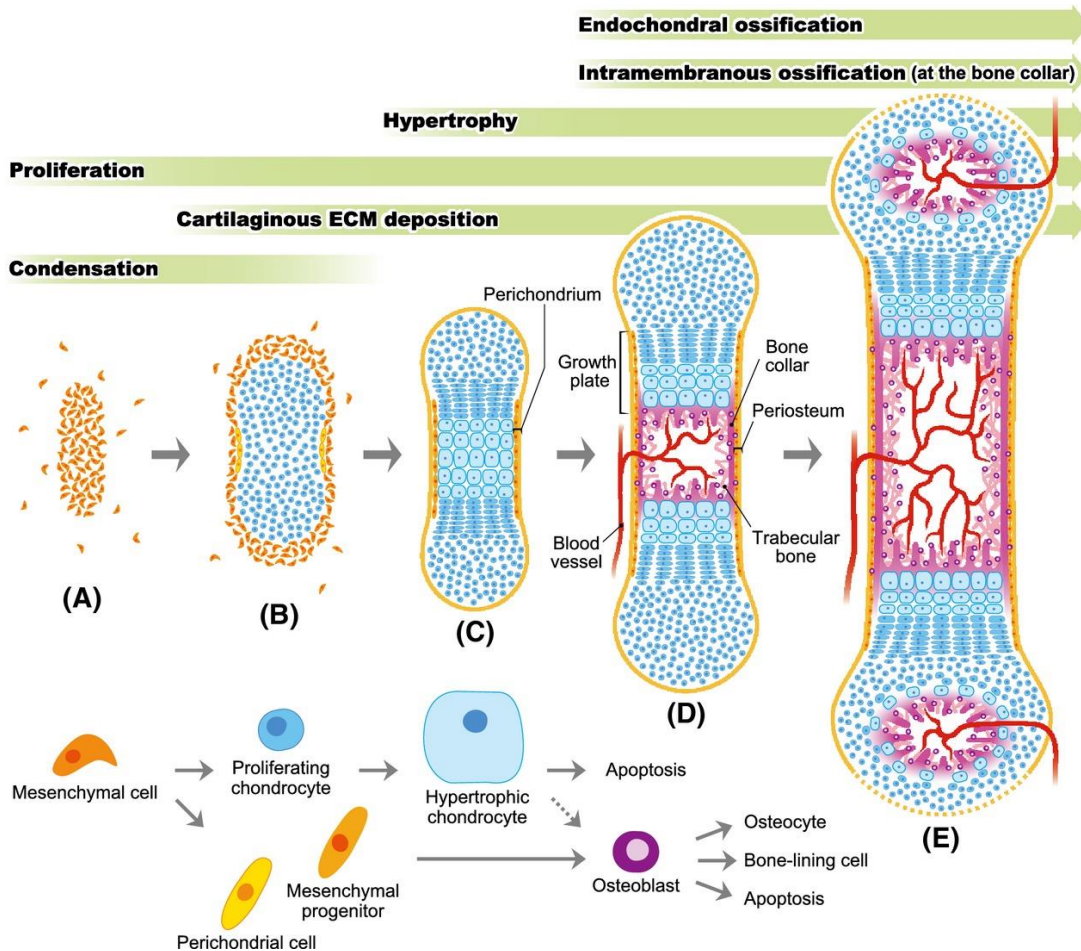 Endochondral ossification
Intramembranous ossification (at the bone collar)
Hypertrophy
Proliferation
Cartilaginous ECM deposition
Condensation
Perichondrium
Growth
plate
Bone
collar
Periosteum
Blood
vessel
Trabecular
bone
(A)
(B)
(C)
(D)
(E)
Mesenchymal cell
Proliferating
chondrocyte
Hypertrophic
chondrocyte
Apoptosis
Perichondrial cell
Mesenchymal
progenitor
Osteoblast
Osteocyte
Bone-lining cell
Apoptosis